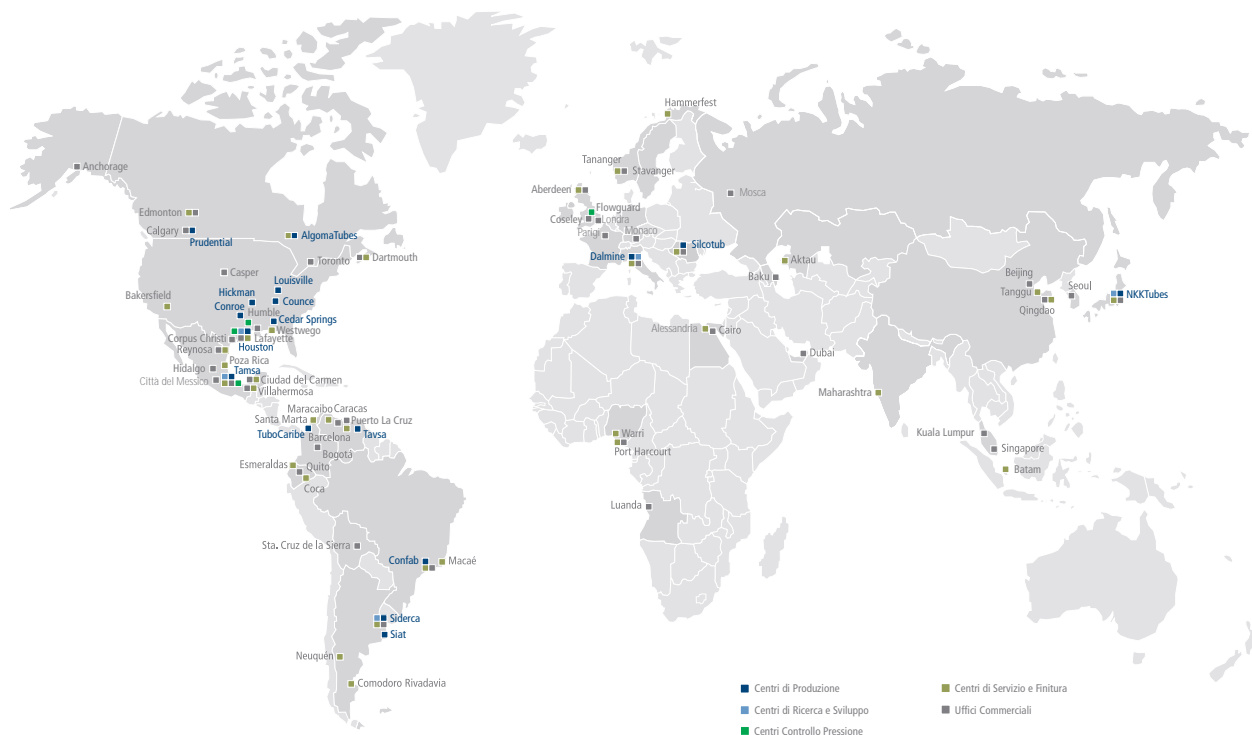 Hammerfest
Tananger
Stavanger
Anchorage
Aberdeen
Mosca
Flowguard
Edmonton
Coseley
Londra
Calgary
Prudential
AlgomaTubes
Parigi
Monaco
Silcotub
Dartmouth
Toronto
Dalmine
Aktau
Casper
Baku
Beijing
Louisville
Seoul
Tanggu
NKKTubes
Hickman
Bakersfield
Counce
Qingdao
Conroe
Humble
Cedar Springs
Alessandria
Cairo
Westwego
Corpus Christi
Lafayette
Houston
Reynosa
Dubai
Poza Rica
Hidalgo
Tamsa
Città del Messico
Ciudad del Carmen
Villahermosa
Maharashtra
Maracaibo
Caracas
Santa Marta
Puerto La Cruz
TuboCaribe
Barcelona
Tavsa
Warri
Kuala Lumpur
Bogotá
Port Harcourt
Singapore
Esmeraldas
Quito
Batam
Coca
Luanda
Sta. Cruz de la Sierra
Confab
Macaé
Siderca
Siat
Neuquén
Comodoro Rivadavia
Centri di Produzione
Centri di Ricerca e Sviluppo
Centri Controllo Pressione
Centri di Servizio e Finitura
Uffici Commerciali